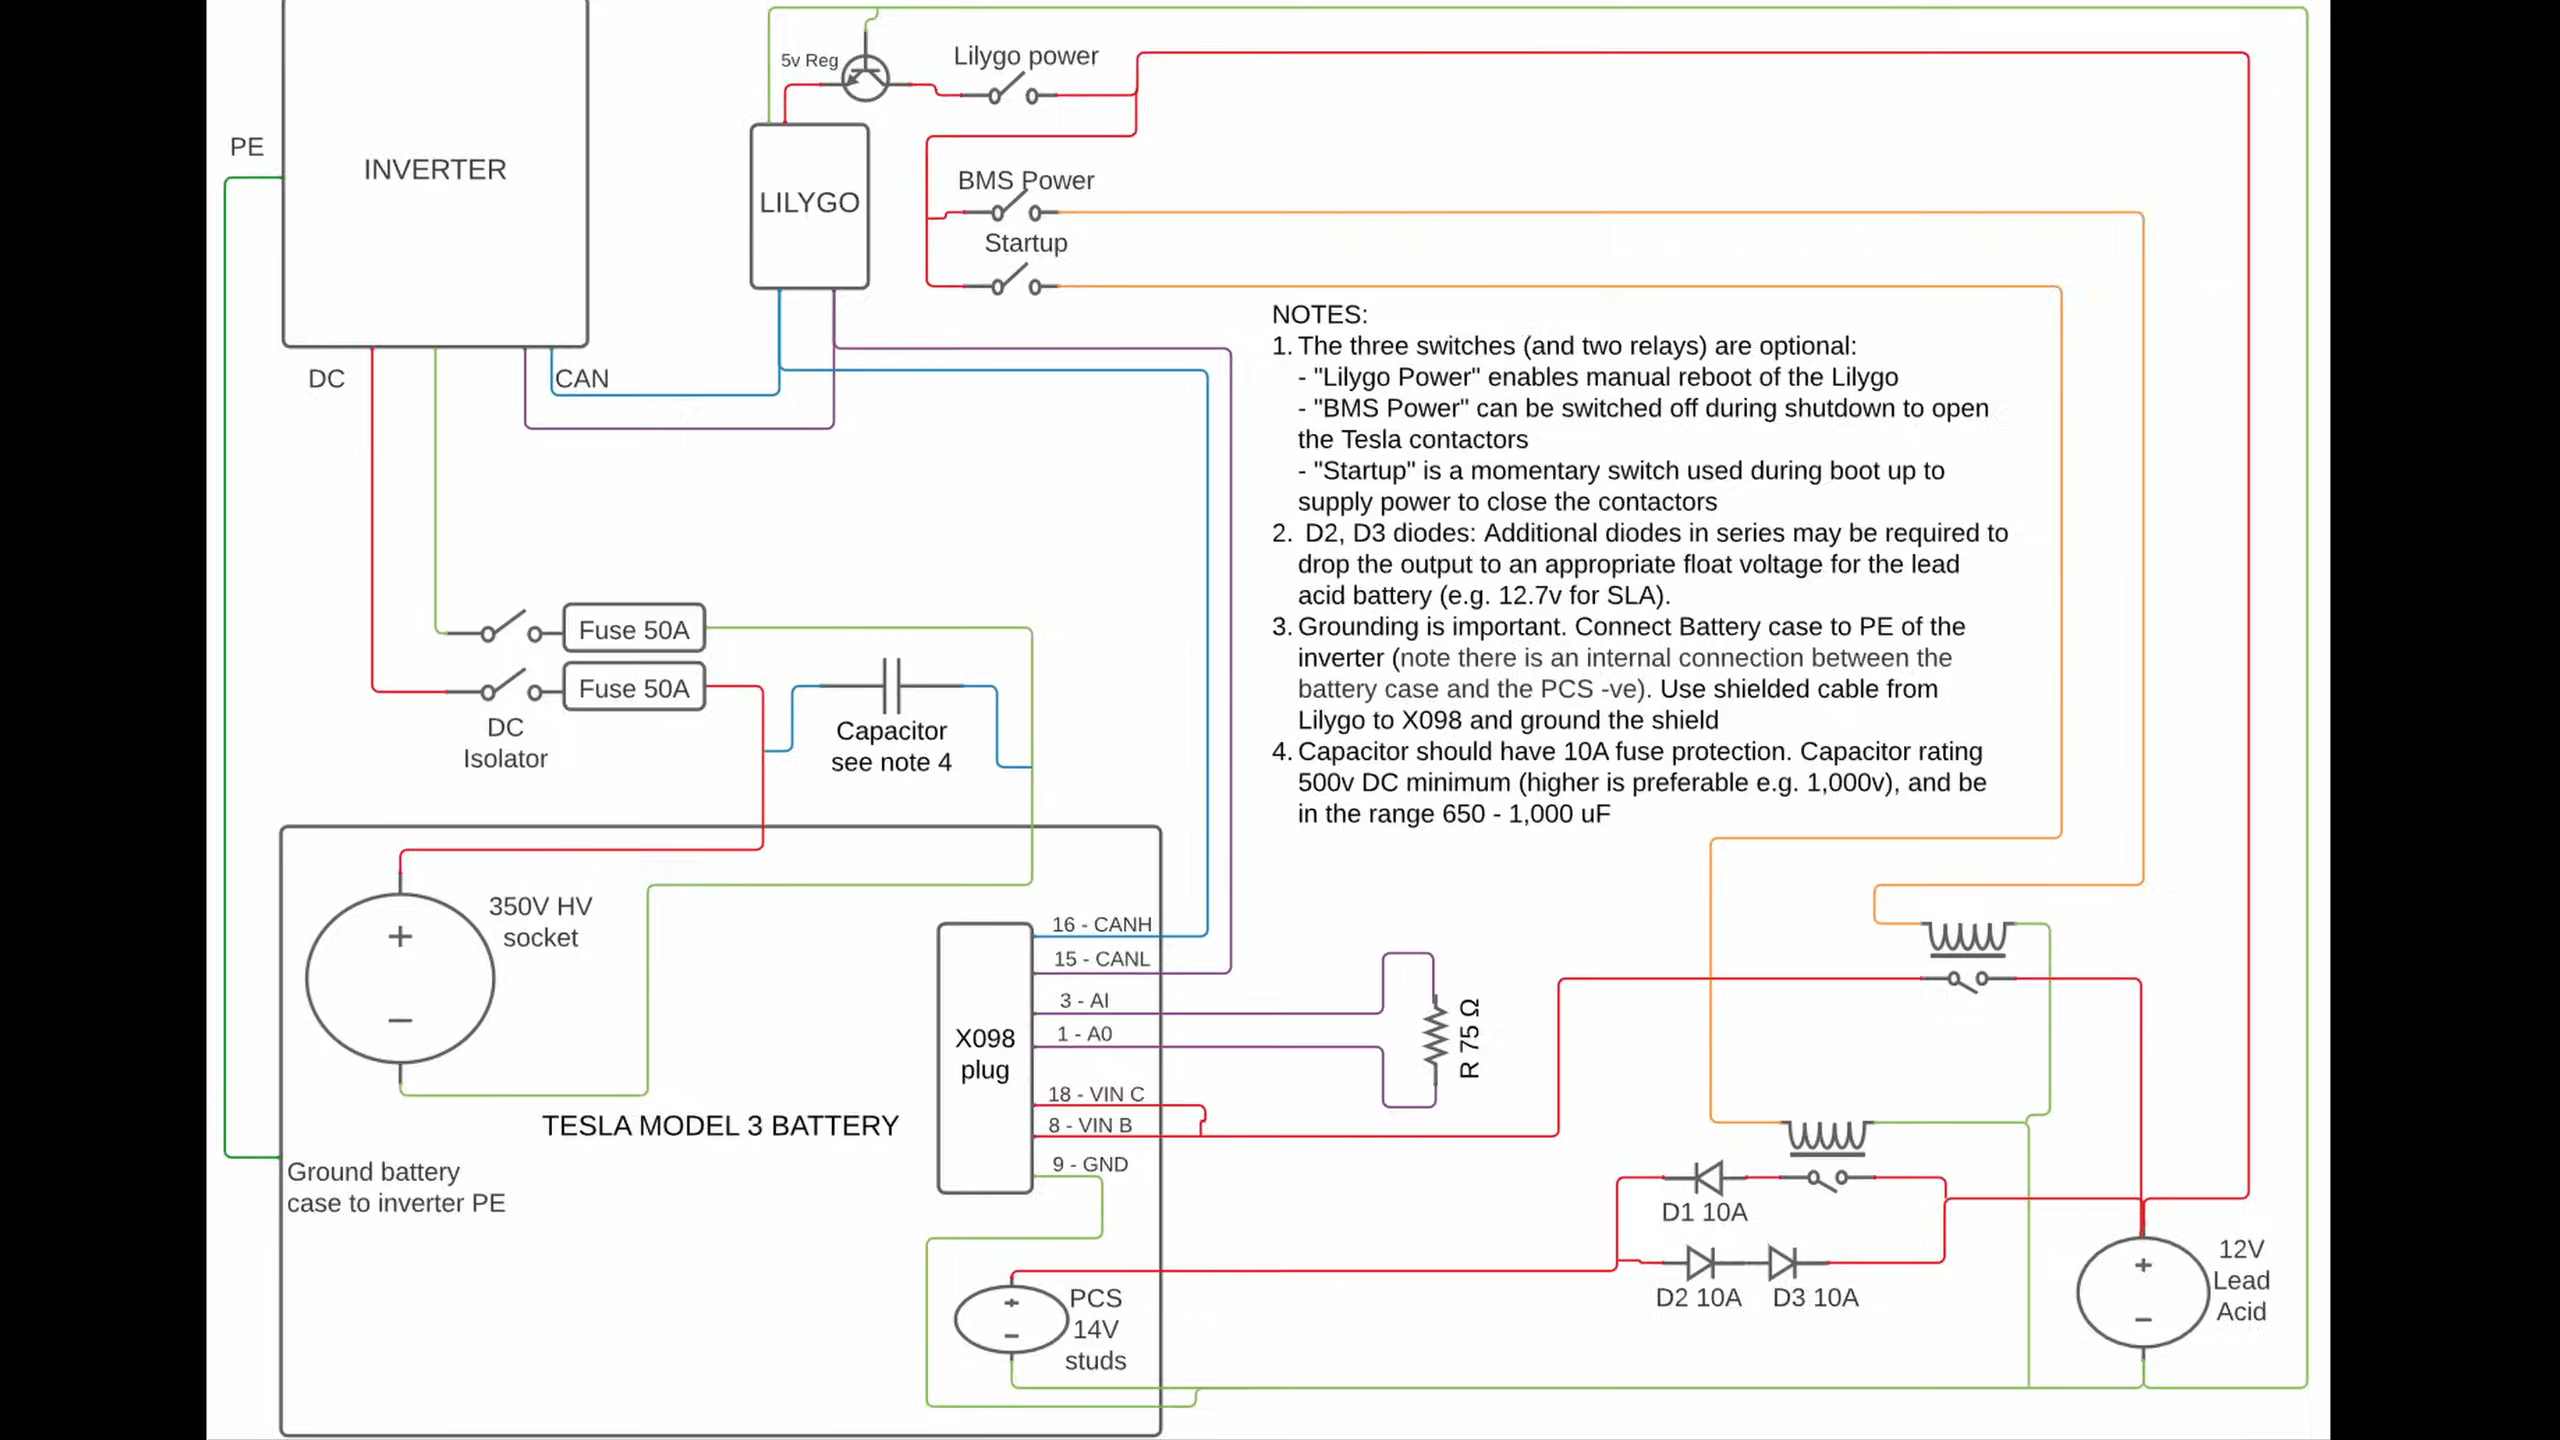 5v Reg
Lilygo power
PE
INVERTER
LILYGO
BMS Power
Startup
DC
CAN
NOTES:
1. The three switches (and two relays) are optional:
- "Lilygo Power" enables manual reboot of the Lilygo
- "BMS Power" can be switched off during shutdown to open
the Tesla contactors
- "Startup" is a momentary switch used during boot up to
supply power to close the contactors
2. D2, D3 diodes: Additional diodes in series may be required to
drop the output to an appropriate float voltage for the lead
acid battery (e.g. 12.7v for SLA).
3. Grounding is important. Connect Battery case to PE of the
inverter (note there is an internal connection between the
battery case and the PCS -ve). Use shielded cable from
Lilygo to X098 and ground the shield
4. Capacitor should have 10A fuse protection. Capacitor rating
500v DC minimum (higher is preferable e.g. 1,000v), and be
in the range 650 - 1,000 uF
Fuse 50A
Fuse 50A
DC
Isolator
Capacitor
see note 4
350V HV
socket
+
−
TESLA MODEL 3 BATTERY
Ground battery
case to inverter PE
X098
plug
16 - CANH
15 - CANL
3 - AI
1 - A0
18 - VIN C
8 - VIN B
9 - GND
R 75 Ω
D1 10A
D2 10A
D3 10A
PCS
14V
studs
+
−
12V
Lead
Acid
+
−